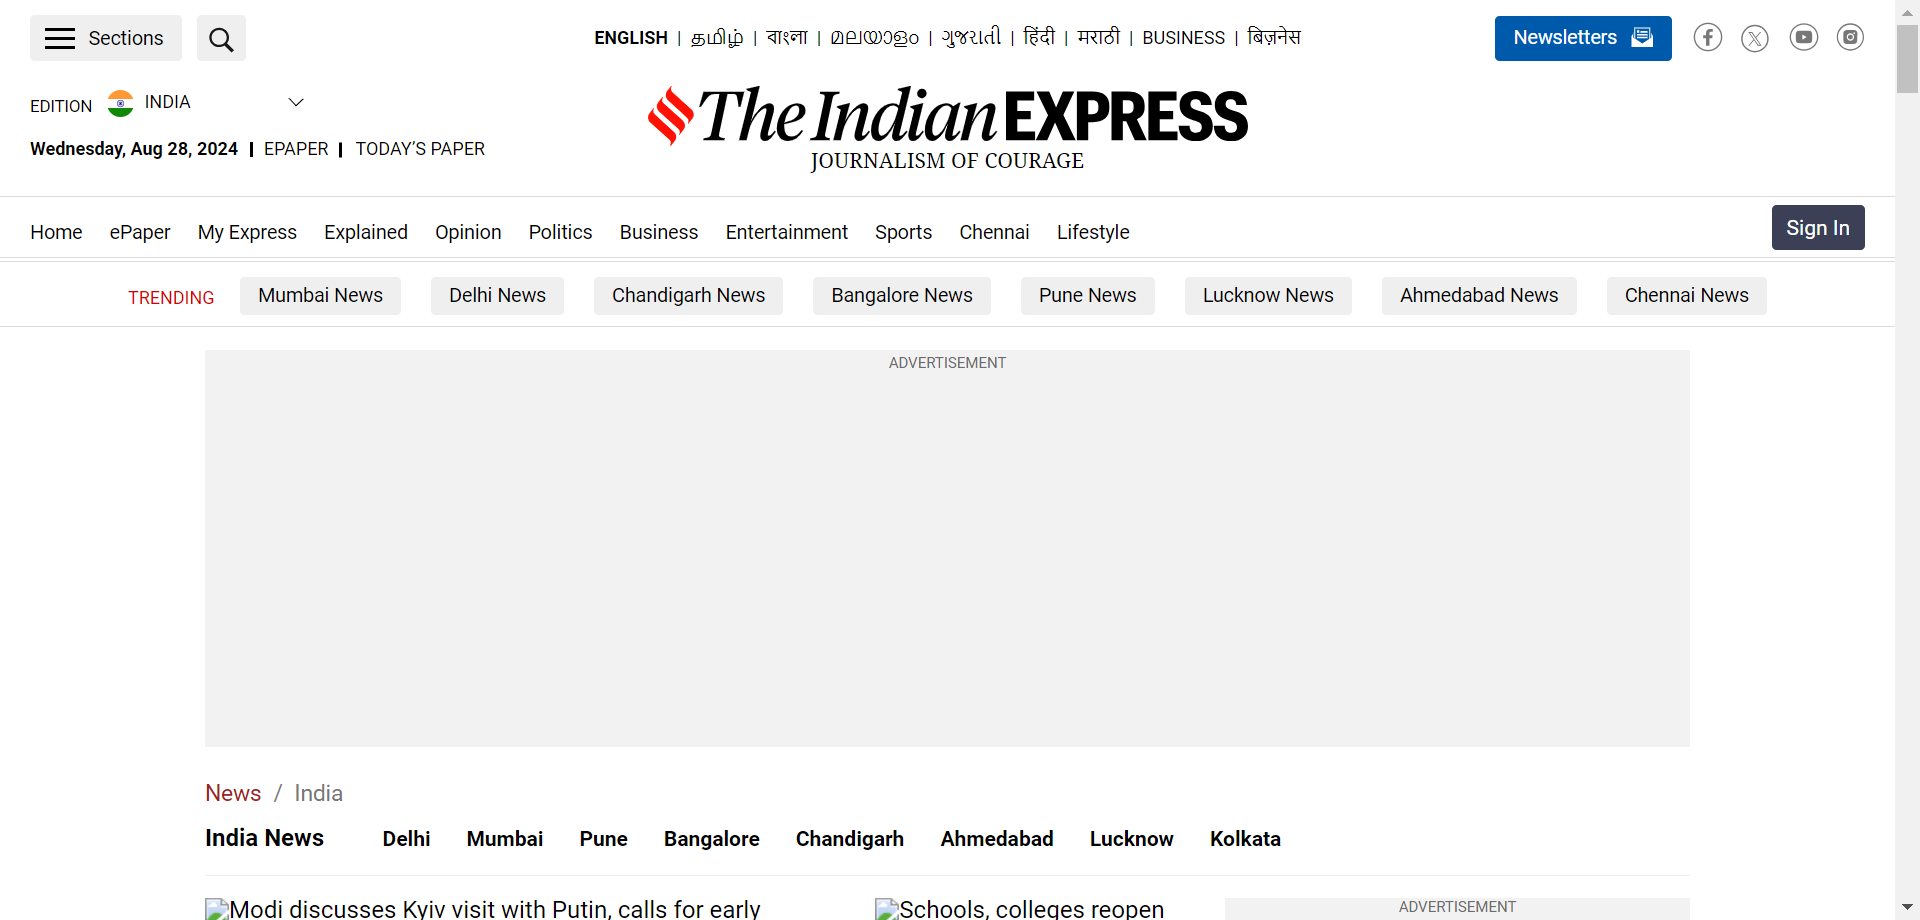 Sections
ENGLISH | தமிழ் | বাংলা | മലയാളം | ગુજરાતી | हिंदी | मराठी | BUSINESS | बिज़नेस
Newsletters
EDITION INDIA
Wednesday, Aug 28, 2024 | EPAPER | TODAY’S PAPER
The Indian EXPRESS
JOURNALISM OF COURAGE
Home ePaper My Express Explained Opinion Politics Business Entertainment Sports Chennai Lifestyle
Sign In
TRENDING Mumbai News Delhi News Chandigarh News Bangalore News Pune News Lucknow News Ahmedabad News Chennai News
ADVERTISEMENT
News / India
India News Delhi Mumbai Pune Bangalore Chandigarh Ahmedabad Lucknow Kolkata
Modi discusses Kyiv visit with Putin, calls for early
Schools, colleges reopen
ADVERTISEMENT